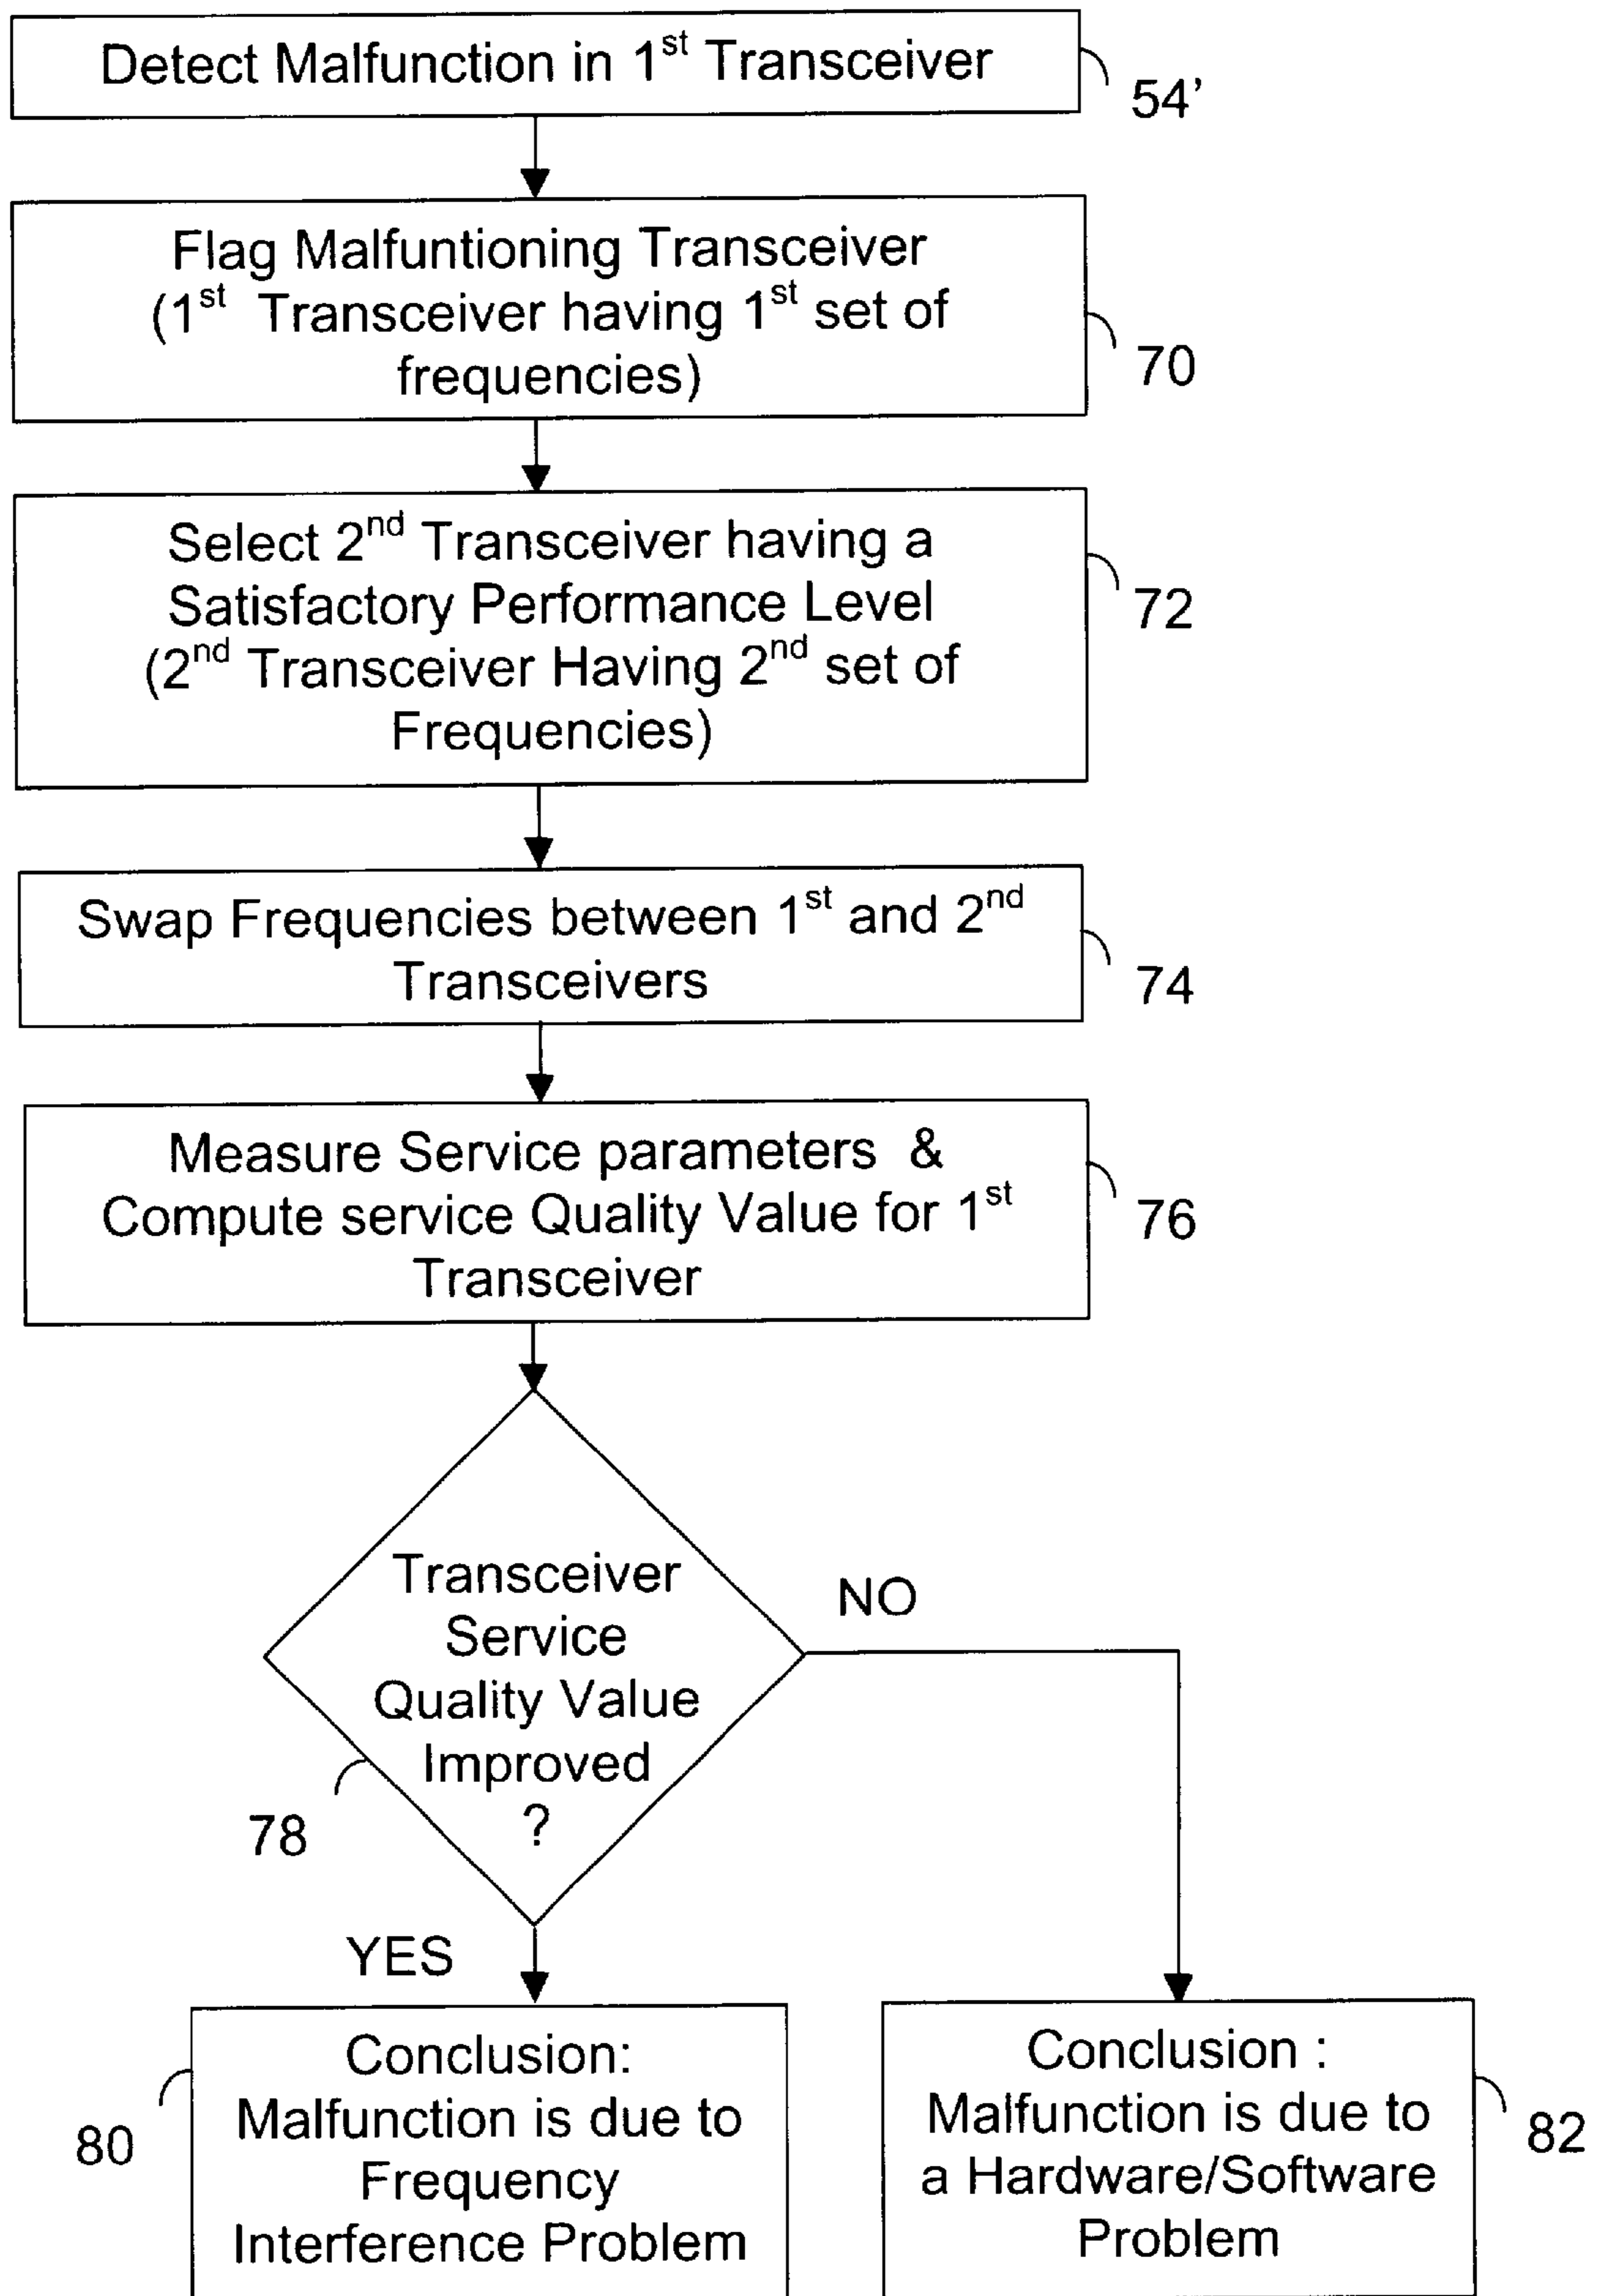 Detect Malfunction in 1st Transceiver
54'
Flag Malfuntioning Transceiver
(1st Transceiver having 1st set of
frequencies)
70
Select 2nd Transceiver having a
Satisfactory Performance Level
(2nd Transceiver Having 2nd set of
Frequencies)
72
Swap Frequencies between 1st and 2nd
Transceivers
74
Measure Service parameters &
Compute service Quality Value for 1st
Transceiver
76
Transceiver
Service
Quality Value
Improved
?
78
NO
YES
Conclusion:
Malfunction is due to
Frequency
Interference Problem
80
Conclusion :
Malfunction is due to
a Hardware/Software
Problem
82